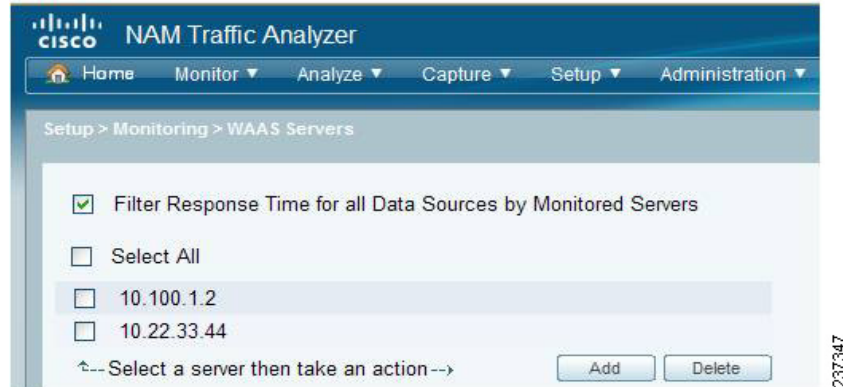 cisco NAM Traffic Analyzer
Home Monitor ▼ Analyze ▼ Capture ▼ Setup ▼ Administration ▼
Setup > Monitoring > WAAS Servers
Filter Response Time for all Data Sources by Monitored Servers
Select All
10.100.1.2
10.22.33.44
↑--Select a server then take an action--> Add Delete
237347